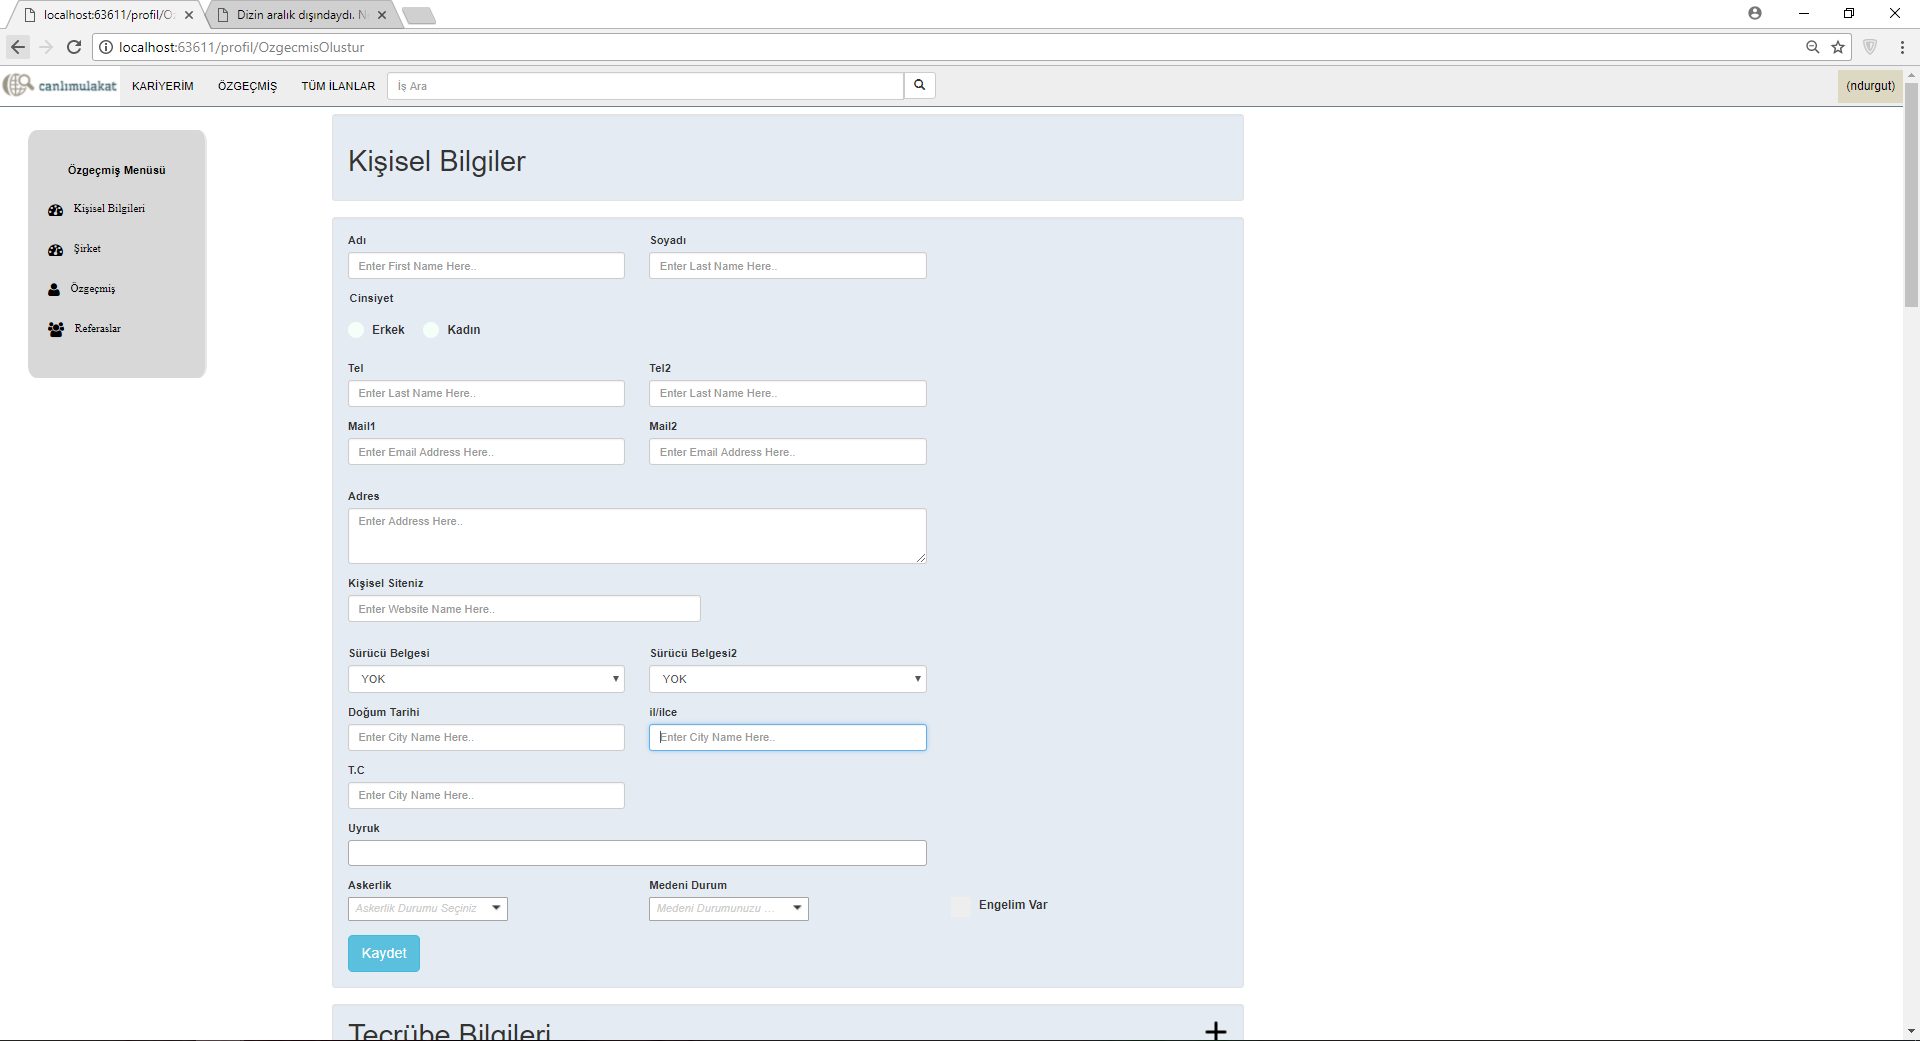 localhost:63611/profil/Oz
Dizin aralık dışındaydı. N
localhost:63611/profil/OzgecmisOlustur
canlımulakat
KARİYERİM ÖZGEÇMİŞ TÜM İLANLAR İş Ara
(ndurgut)
Özgeçmiş Menüsü
Kişisel Bilgileri
Şirket
Özgeçmiş
Referaslar
Kişisel Bilgiler
Adı Soyadı
Enter First Name Here.. Enter Last Name Here..
Cinsiyet
Erkek Kadın
Tel Tel2
Enter Last Name Here.. Enter Last Name Here..
Mail1 Mail2
Enter Email Address Here.. Enter Email Address Here..
Adres
Enter Address Here..
Kişisel Siteniz
Enter Website Name Here..
Sürücü Belgesi Sürücü Belgesi2
YOK YOK
Doğum Tarihi il/ilce
Enter City Name Here.. Enter City Name Here..
T.C
Enter City Name Here..
Uyruk
Askerlik Medeni Durum
Askerlik Durumu Seçiniz Medeni Durumunuzu ... Engelim Var
Kaydet
Tecrübe Bilgileri